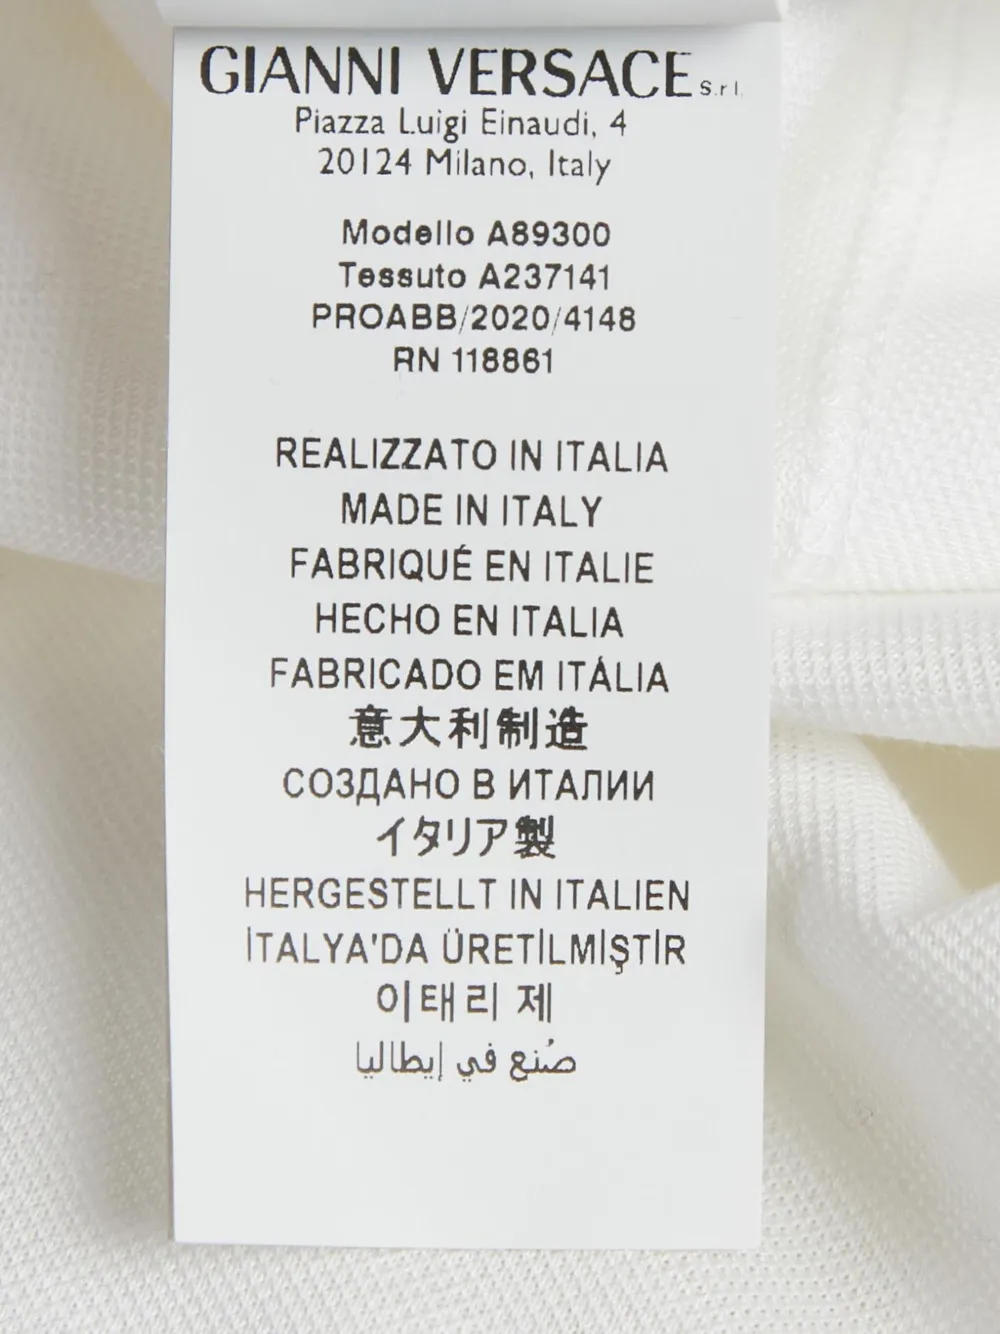 GIANNI VERSACE S.r.l.
Piazza Luigi Einaudi, 4
20124 Milano, Italy
Modello A89300
Tessuto A237141
PROABB/2020/4148
RN 118861
REALIZZATO IN ITALIA
MADE IN ITALY
FABRIQUÉ EN ITALIE
HECHO EN ITALIA
FABRICADO EM ITÁLIA
意大利制造
СОЗДАНО В ИТАЛИИ
イタリア製
HERGESTELLT IN ITALIEN
İTALYA'DA ÜRETİLMİŞTİR
이태리 제
صُنع في إيطاليا